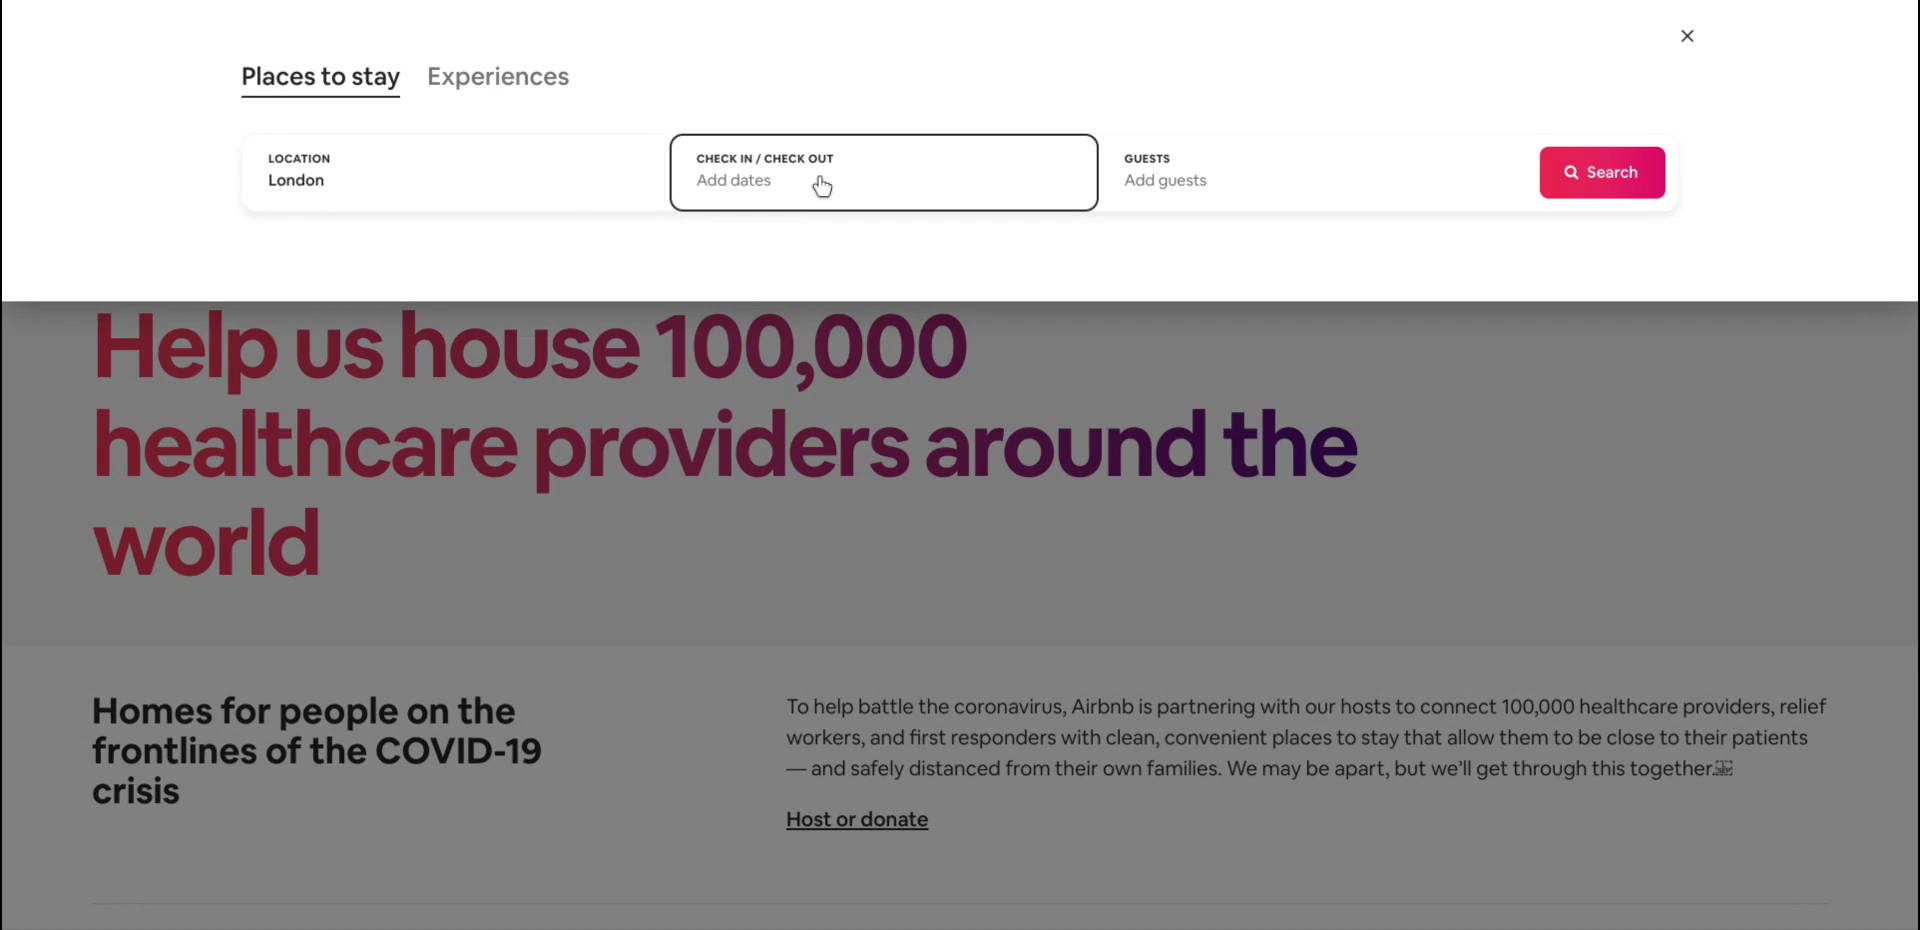 Places to stay Experiences
LOCATION CHECK IN / CHECK OUT GUESTS
London Add dates Add guests Search
Help us house 100,000
healthcare providers around the
world
Homes for people on the
frontlines of the COVID-19
crisis
To help battle the coronavirus, Airbnb is partnering with our hosts to connect 100,000 healthcare providers, relief
workers, and first responders with clean, convenient places to stay that allow them to be close to their patients
— and safely distanced from their own families. We may be apart, but we’ll get through this together.
Host or donate